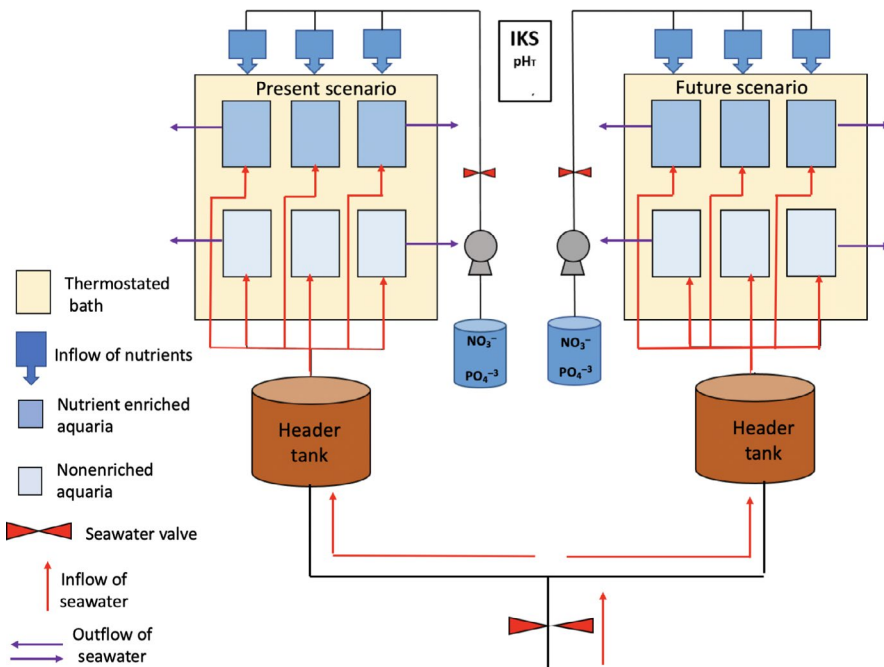 IKS
pHT
.
Present scenario
Future scenario
Thermostated
bath
Inflow of nutrients
Nutrient enriched
aquaria
Nonenriched
aquaria
Seawater valve
Inflow of
seawater
Outflow of
seawater
NO₃⁻
PO₄⁻³
NO₃⁻
PO₄⁻³
Header
tank
Header
tank